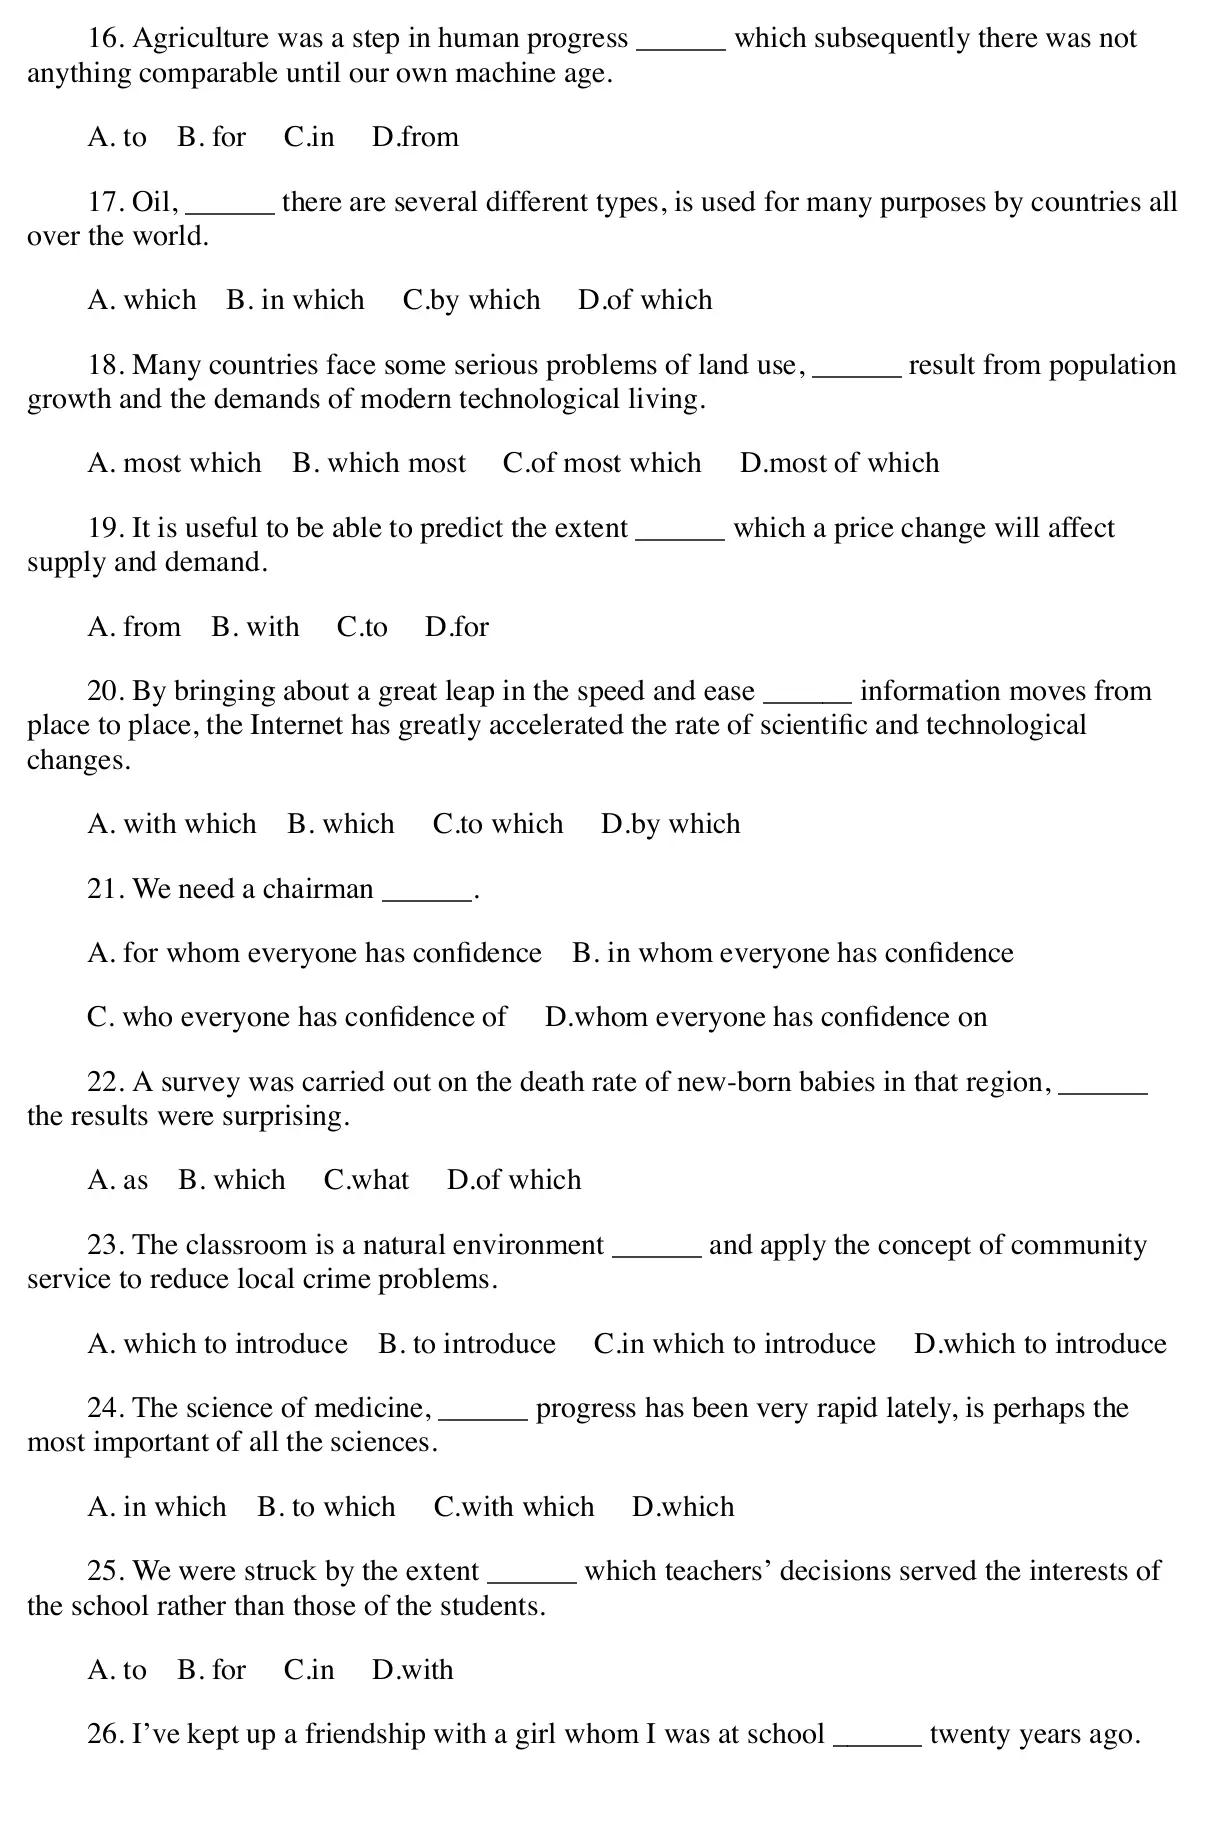 16. Agriculture was a step in human progress ______ which subsequently there was not
anything comparable until our own machine age.
A. to B. for C.in D.from
17. Oil, ______ there are several different types, is used for many purposes by countries all
over the world.
A. which B. in which C.by which D.of which
18. Many countries face some serious problems of land use, ______ result from population
growth and the demands of modern technological living.
A. most which B. which most C.of most which D.most of which
19. It is useful to be able to predict the extent ______ which a price change will affect
supply and demand.
A. from B. with C.to D.for
20. By bringing about a great leap in the speed and ease ______ information moves from
place to place, the Internet has greatly accelerated the rate of scientific and technological
changes.
A. with which B. which C.to which D.by which
21. We need a chairman ______.
A. for whom everyone has confidence B. in whom everyone has confidence
C. who everyone has confidence of D.whom everyone has confidence on
22. A survey was carried out on the death rate of new-born babies in that region, ______
the results were surprising.
A. as B. which C.what D.of which
23. The classroom is a natural environment ______ and apply the concept of community
service to reduce local crime problems.
A. which to introduce B. to introduce C.in which to introduce D.which to introduce
24. The science of medicine, ______ progress has been very rapid lately, is perhaps the
most important of all the sciences.
A. in which B. to which C.with which D.which
25. We were struck by the extent ______ which teachers’ decisions served the interests of
the school rather than those of the students.
A. to B. for C.in D.with
26. I’ve kept up a friendship with a girl whom I was at school ______ twenty years ago.